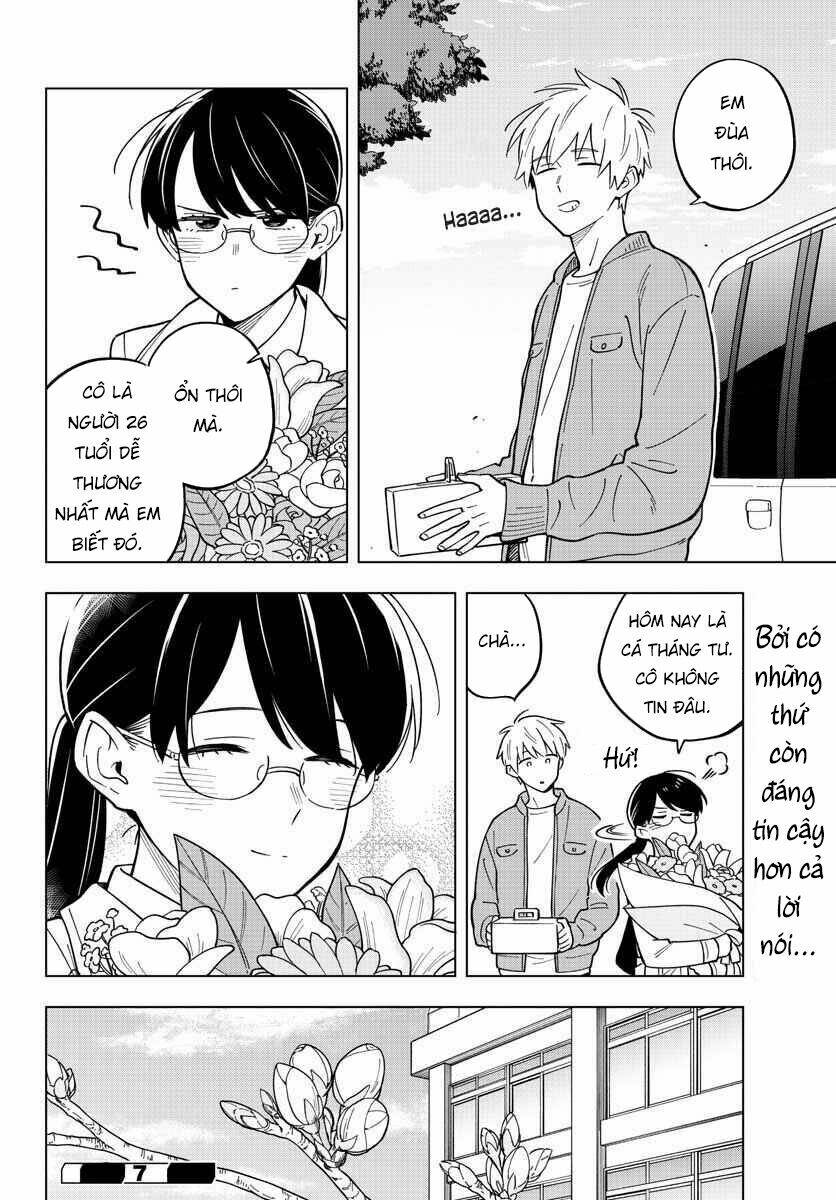 EM
ĐÙA
THÔI.
Haaaa...
ỔN THÔI
MÀ.
CÔ LÀ
NGƯỜI 26
TUỔI DỄ
THƯƠNG
NHẤT MÀ EM
BIẾT ĐÓ.
HÔM NAY LÀ
CÁ THÁNG TƯ.
CÔ KHÔNG
TIN ĐÂU.
Hứ!
CHÀ...
Bởi có
những
thứ
còn
đáng
tin cậy
hơn cả
lời
nói...
7